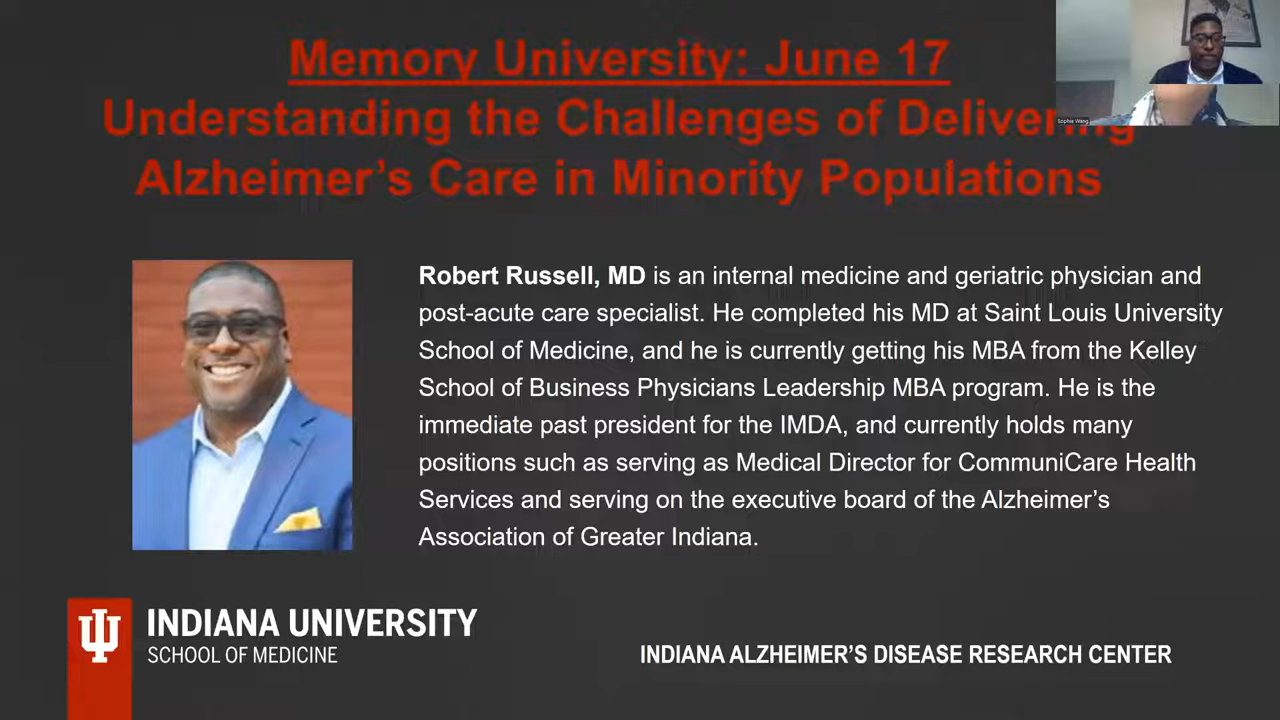 Memory University: June 17
Understanding the Challenges of Delivering
Alzheimer's Care in Minority Populations
Sophia Wang
Robert Russell, MD is an internal medicine and geriatric physician and
post-acute care specialist. He completed his MD at Saint Louis University
School of Medicine, and he is currently getting his MBA from the Kelley
School of Business Physicians Leadership MBA program. He is the
immediate past president for the IMDA, and currently holds many
positions such as serving as Medical Director for CommuniCare Health
Services and serving on the executive board of the Alzheimer's
Association of Greater Indiana.
INDIANA UNIVERSITY
SCHOOL OF MEDICINE
INDIANA ALZHEIMER'S DISEASE RESEARCH CENTER